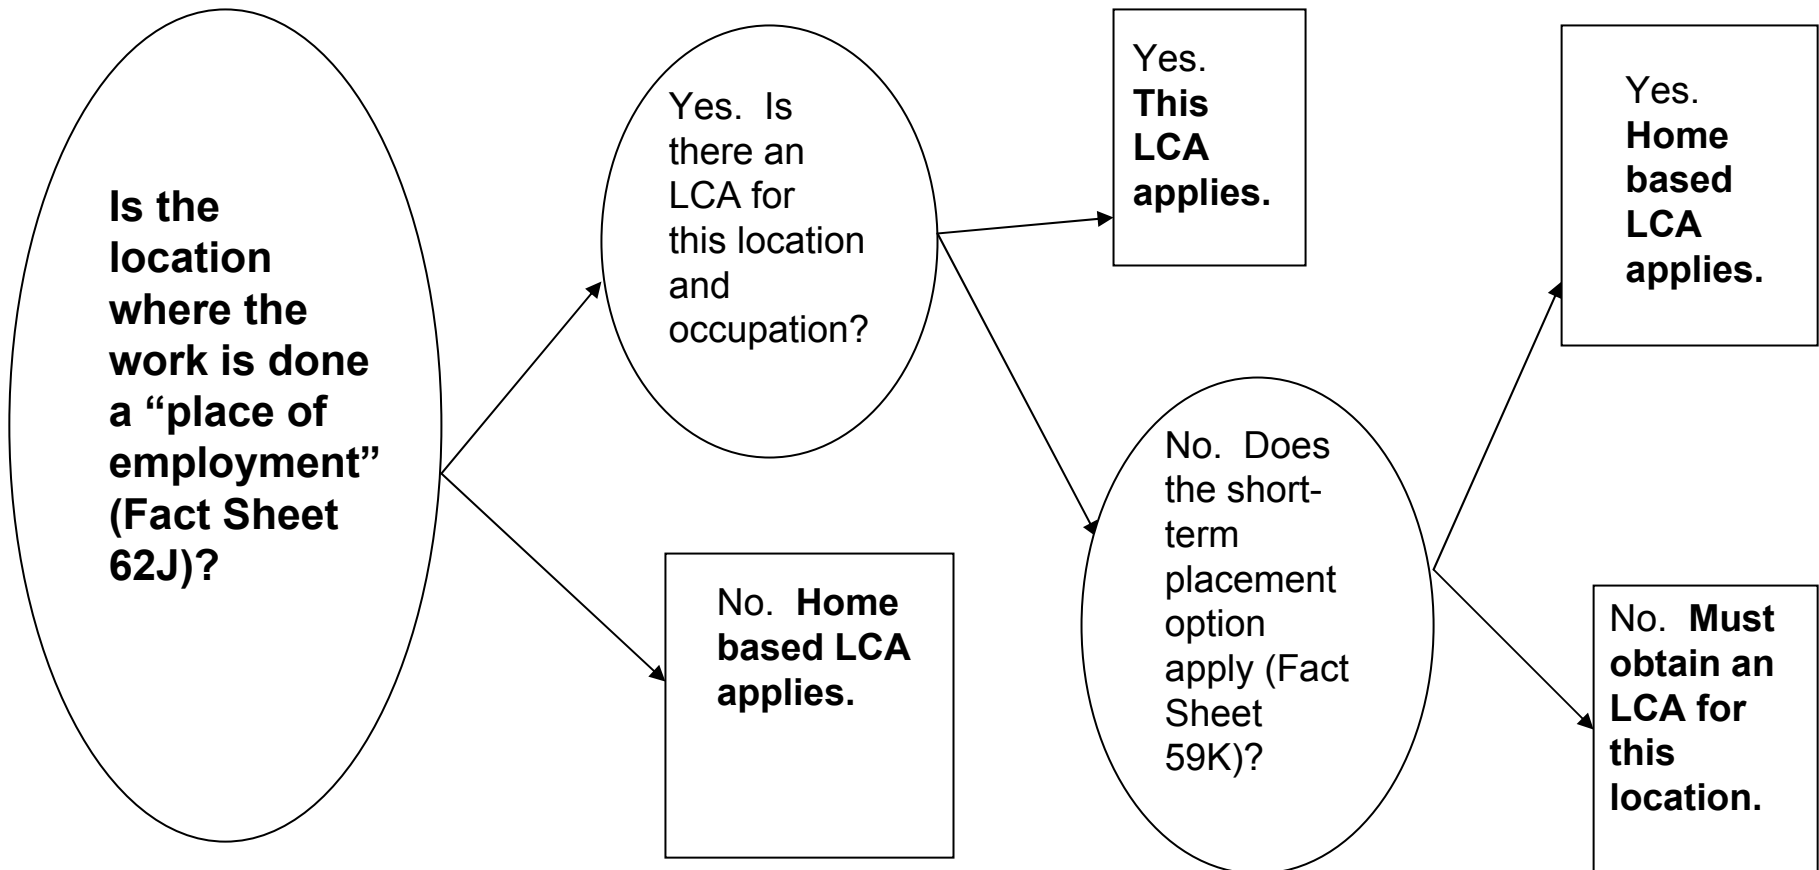 Is the
location
where the
work is done
a “place of
employment”
(Fact Sheet
62J)?
Yes.  Is
there an
LCA for
this location
and
occupation?
No.  Home
based LCA
applies.
Yes.
This
LCA
applies.
No.  Does
the short-
term
placement
option
apply (Fact
Sheet
59K)?
Yes.
Home
based
LCA
applies.
No.  Must
obtain an
LCA for
this
location.